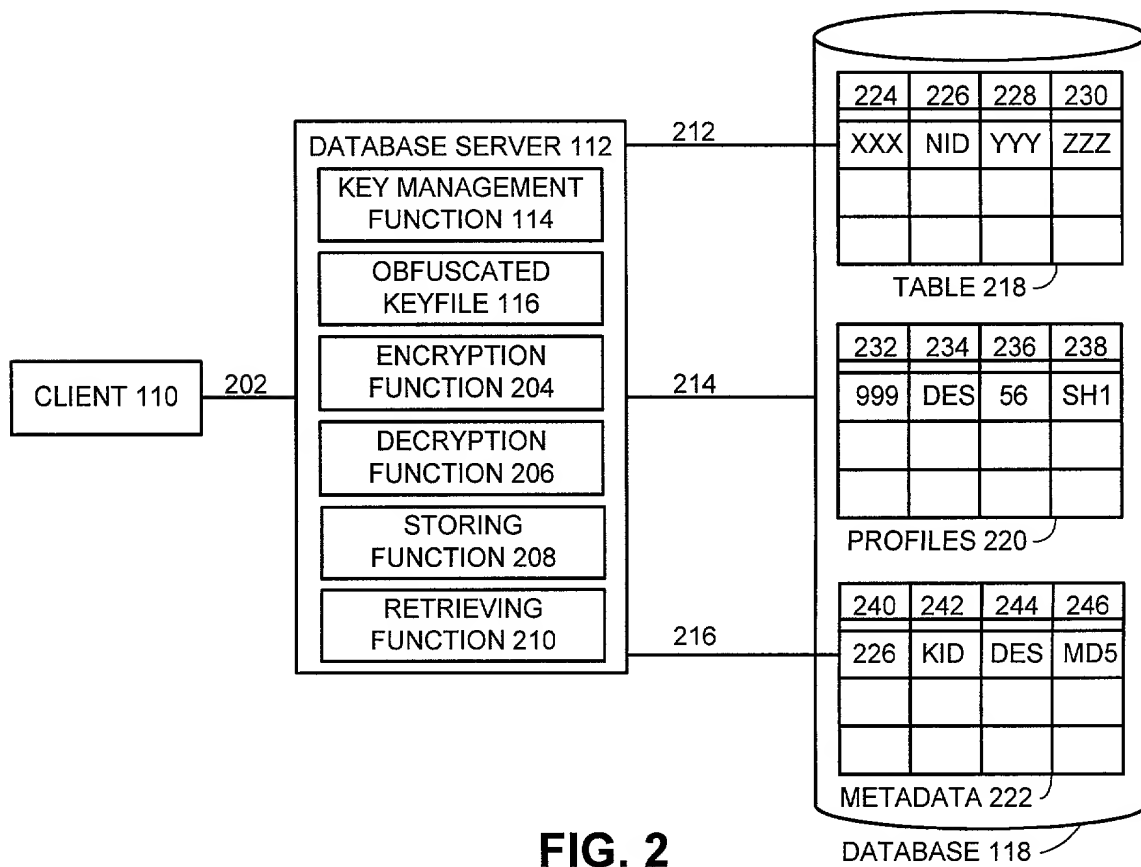 224 226 228 230
XXX NID YYY ZZZ
TABLE 218
212
DATABASE SERVER 112
KEY MANAGEMENT
FUNCTION 114
OBFUSCATED
KEYFILE 116
ENCRYPTION
FUNCTION 204
DECRYPTION
FUNCTION 206
STORING
FUNCTION 208
RETRIEVING
FUNCTION 210
CLIENT 110
202
214
232 234 236 238
999 DES 56 SH1
PROFILES 220
216
240 242 244 246
226 KID DES MD5
METADATA 222
DATABASE 118
FIG. 2